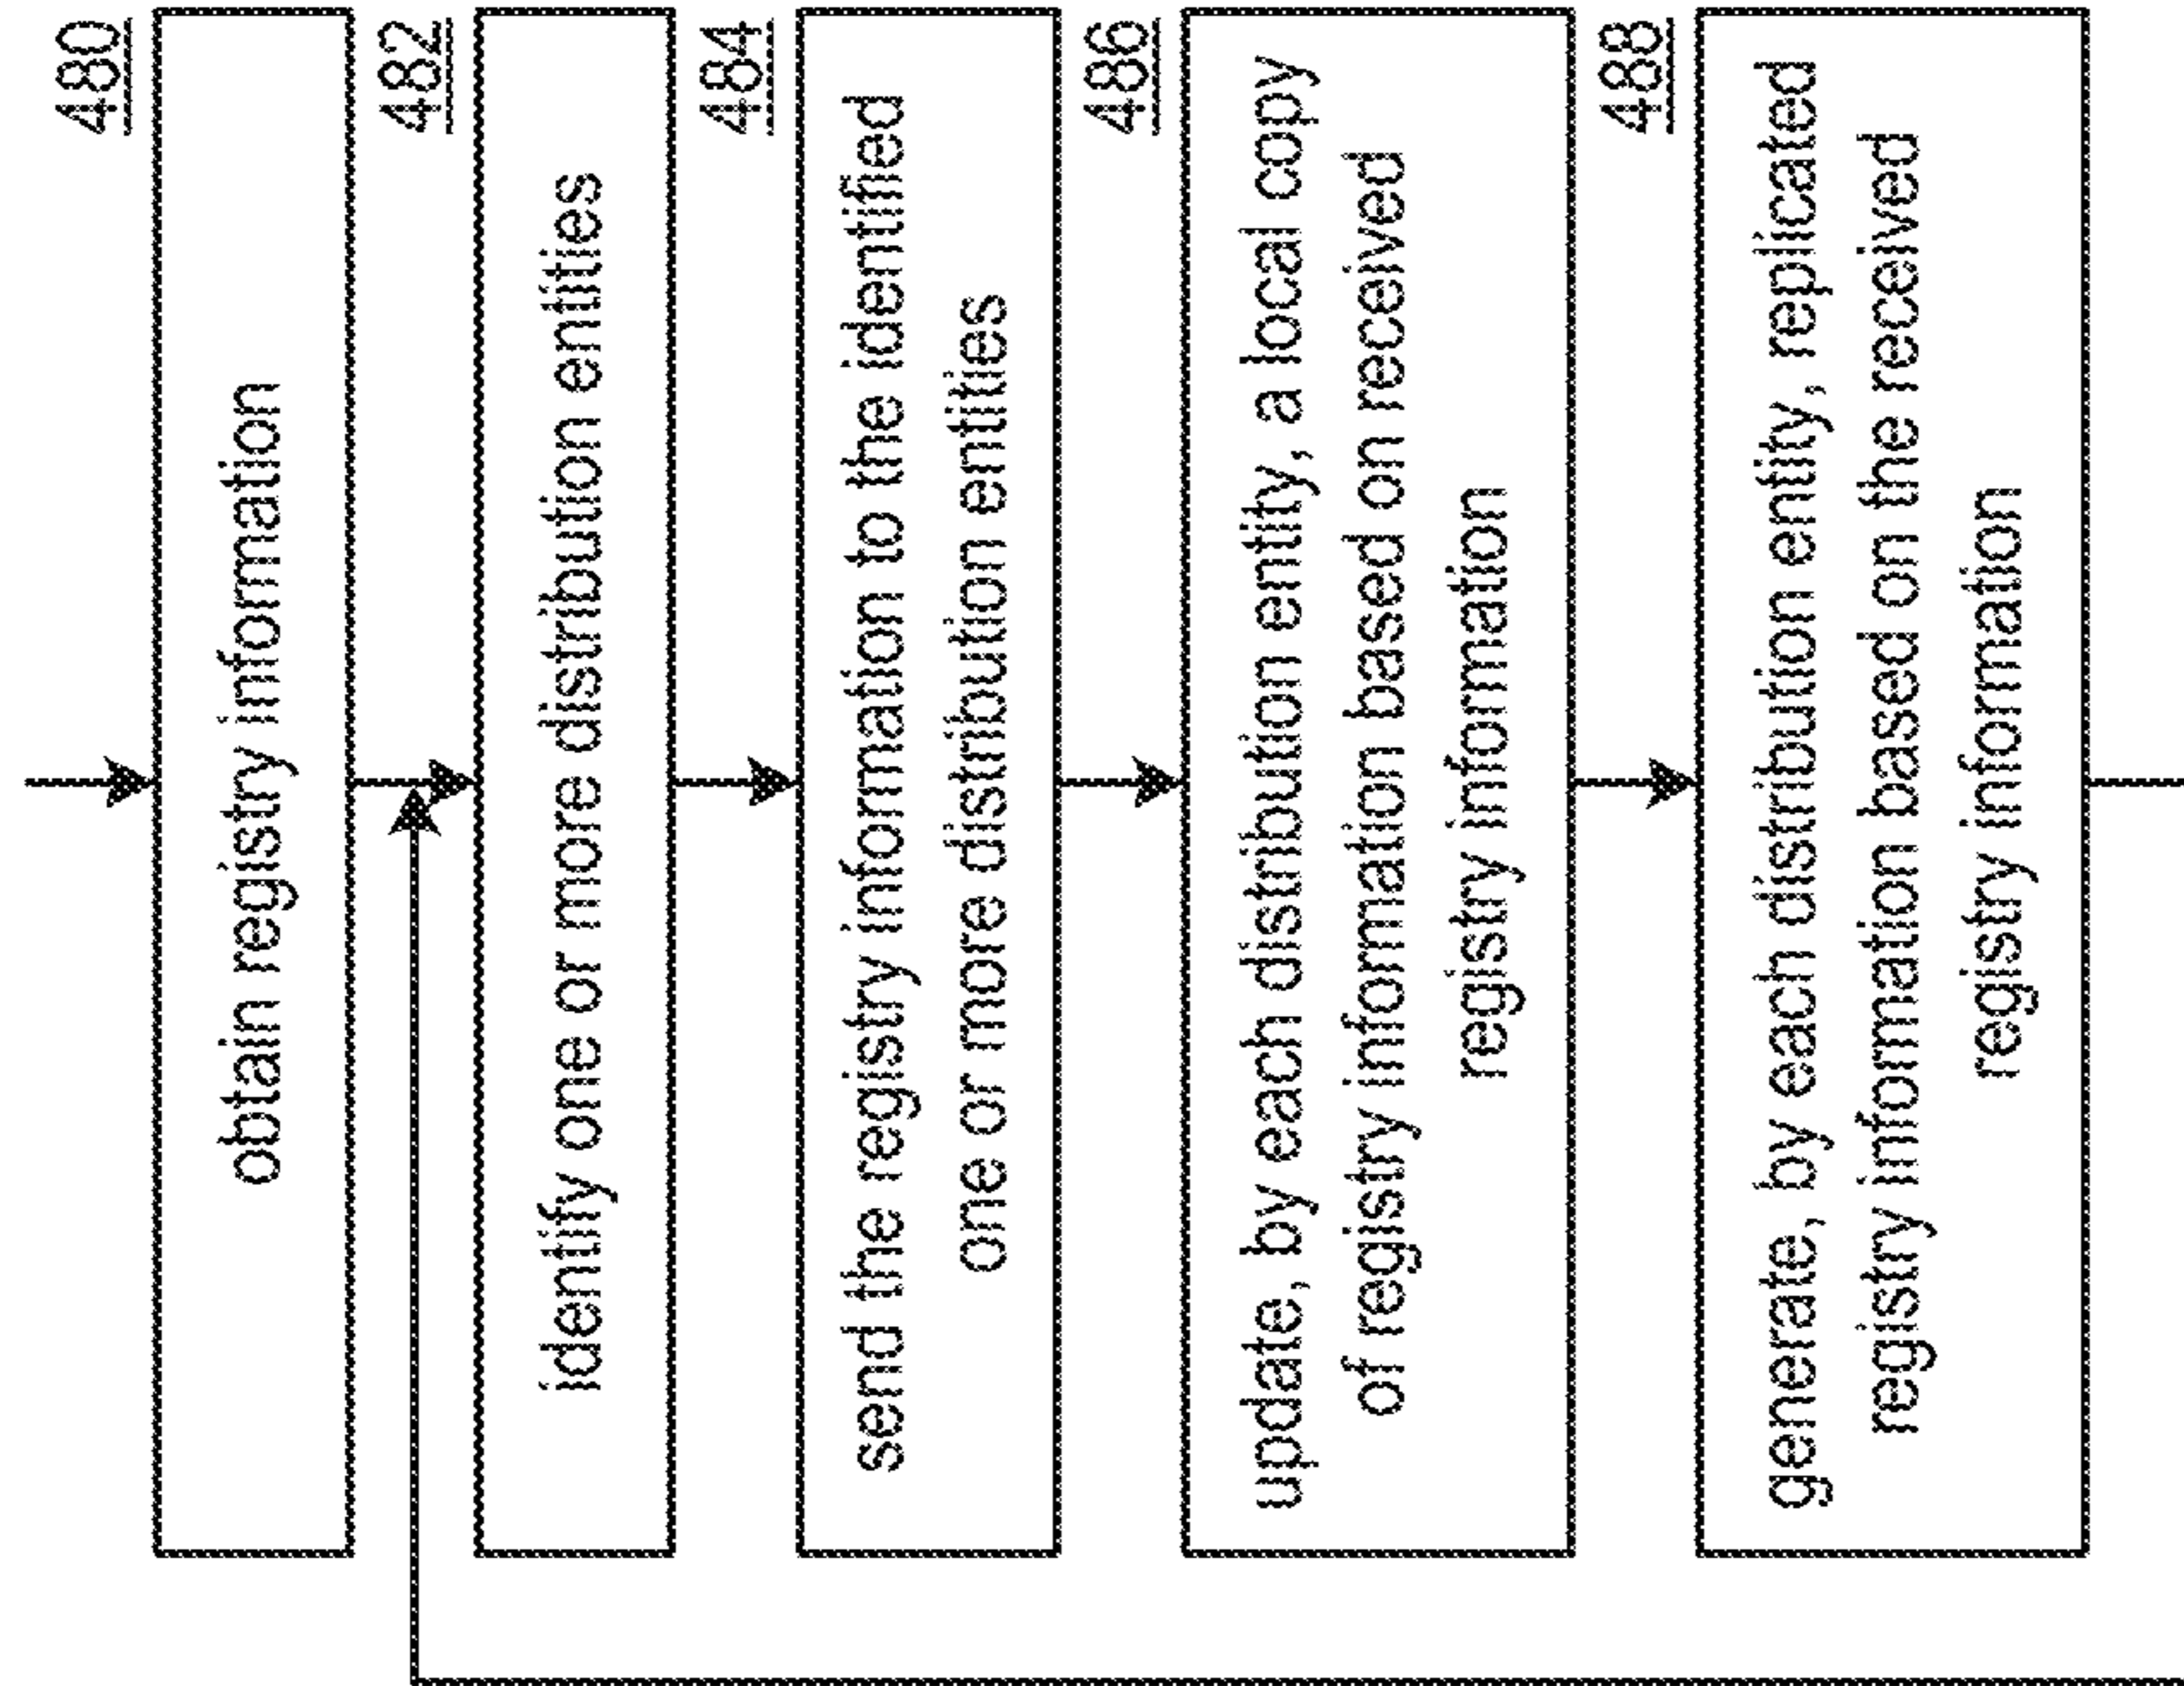 480
obtain registry information
482
identify one or more distribution entities
484
send the registry information to the identified
one or more distribution entities
486
update, by each distribution entity, a local copy
of registry information based on received
registry information
488
generate, by each distribution entity, replicated
registry information based on the received
registry information